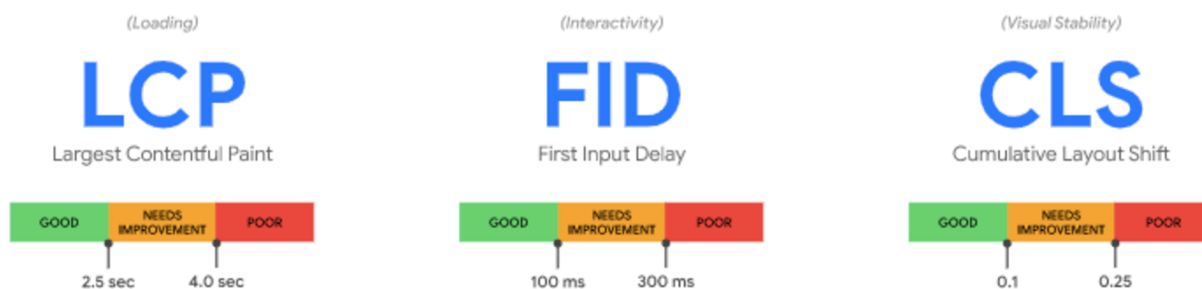 (Loading)
LCP
Largest Contentful Paint
GOOD
NEEDS
IMPROVEMENT
POOR
2.5 sec
4.0 sec
(Interactivity)
FID
First Input Delay
GOOD
NEEDS
IMPROVEMENT
POOR
100 ms
300 ms
(Visual Stability)
CLS
Cumulative Layout Shift
GOOD
NEEDS
IMPROVEMENT
POOR
0.1
0.25